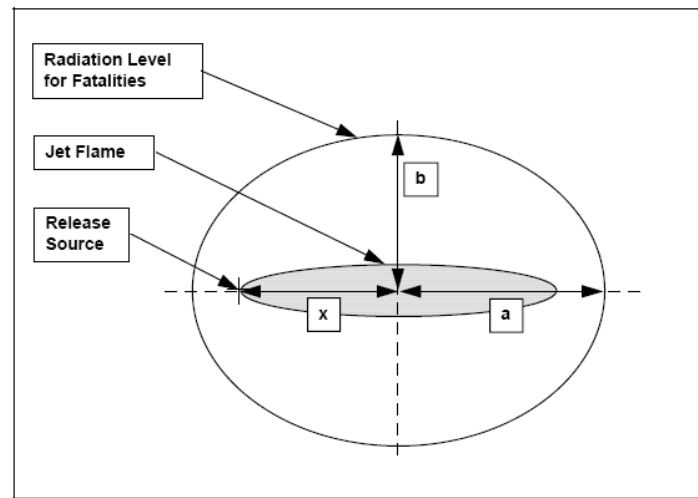 Radiation Level
for Fatalities
Jet Flame
b
Release
Source
x
a